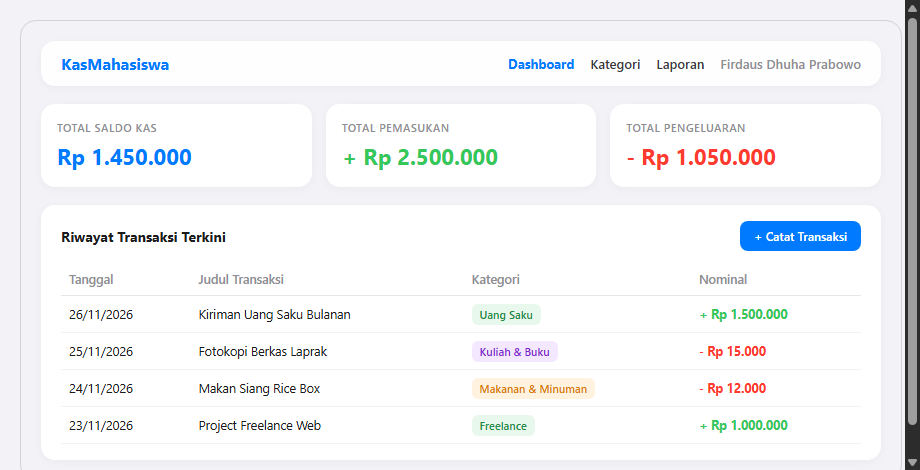 KasMahasiswa Dashboard Kategori Laporan Firdaus Dhuha Prabowo
TOTAL SALDO KAS
Rp 1.450.000
TOTAL PEMASUKAN
+ Rp 2.500.000
TOTAL PENGELUARAN
- Rp 1.050.000
Riwayat Transaksi Terkini
+ Catat Transaksi
Tanggal Judul Transaksi Kategori Nominal
26/11/2026 Kiriman Uang Saku Bulanan Uang Saku + Rp 1.500.000
25/11/2026 Fotokopi Berkas Laprak Kuliah & Buku - Rp 15.000
24/11/2026 Makan Siang Rice Box Makanan & Minuman - Rp 12.000
23/11/2026 Project Freelance Web Freelance + Rp 1.000.000